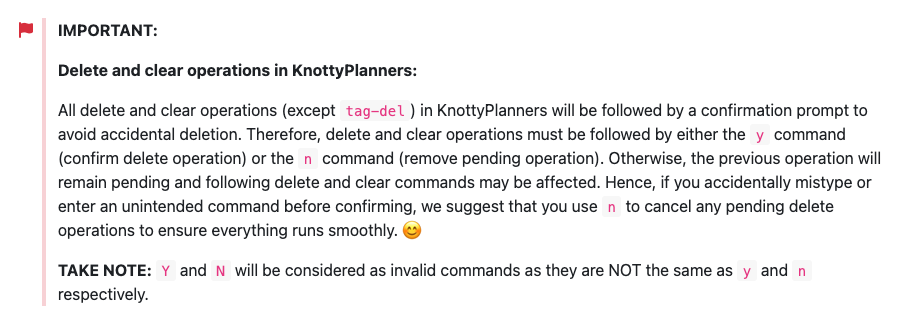 IMPORTANT:
Delete and clear operations in KnottyPlanners:
All delete and clear operations (except tag-del ) in KnottyPlanners will be followed by a confirmation prompt to
avoid accidental deletion. Therefore, delete and clear operations must be followed by either the y command
(confirm delete operation) or the n command (remove pending operation). Otherwise, the previous operation will
remain pending and following delete and clear commands may be affected. Hence, if you accidentally mistype or
enter an unintended command before confirming, we suggest that you use n to cancel any pending delete
operations to ensure everything runs smoothly. 😊
TAKE NOTE: Y and N will be considered as invalid commands as they are NOT the same as y and n
respectively.